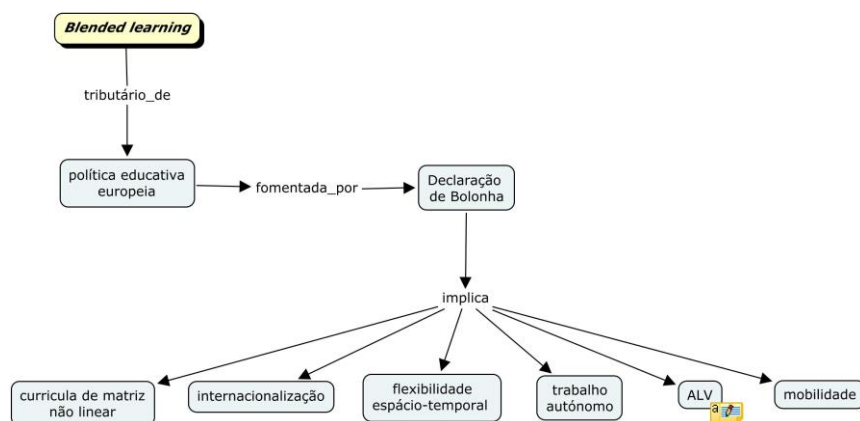 Blended learning
tributário_de
política educativa
europeia
fomentada_por
Declaração
de Bolonha
implica
curricula de matriz
não linear
internacionalização
flexibilidade
espácio-temporal
trabalho
autónomo
ALV
a
mobilidade